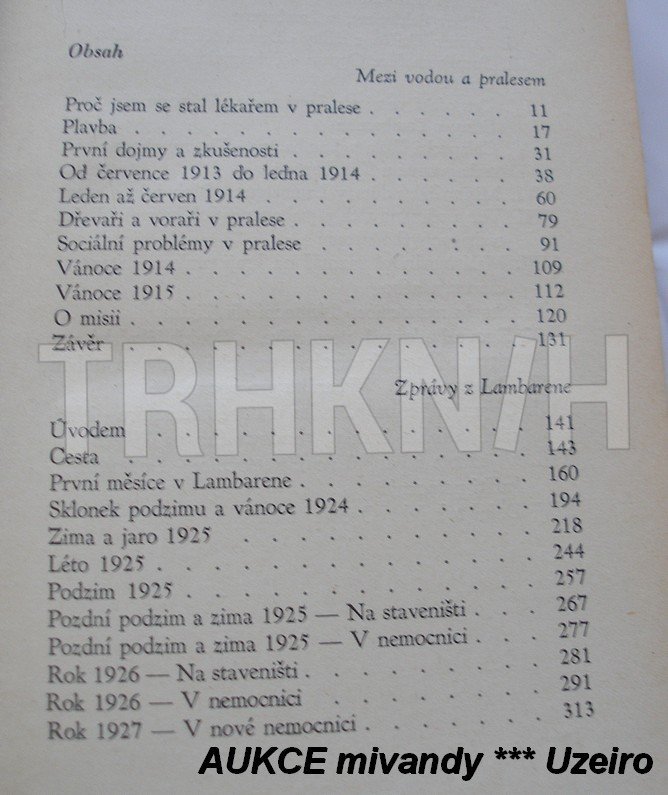 Obsah
Mezi vodou a pralesem
Proč jsem se stal lékařem v pralese . . . . . . 11
Plavba . . . . . . . . . . . . . . . 17
První dojmy a zkušenosti . . . . . . . . . 31
Od července 1913 do ledna 1914 . . . . . . 38
Leden až červen 1914 . . . . . . . . . . 60
Dřevaři a voraři v pralese . . . . . . . . . 79
Sociální problémy v pralese . . . . . . . . 91
Vánoce 1914 . . . . . . . . . . . . . 109
Vánoce 1915 . . . . . . . . . . . . . 112
O misii . . . . . . . . . . . . . . . 120
Závěr . . . . . . . . . . . . . . . 131
TRHKN/H
Zprávy z Lambarene
Úvodem . . . . . . . . . . . . . . 141
Cesta . . . . . . . . . . . . . . . 143
První měsíce v Lambarene . . . . . . . . . 160
Sklonek podzimu a vánoce 1924 . . . . . . . 194
Zima a jaro 1925 . . . . . . . . . . . 218
Léto 1925 . . . . . . . . . . . . . . 244
Podzim 1925 . . . . . . . . . . . . . 257
Pozdní podzim a zima 1925 — Na staveništi . . . 267
Pozdní podzim a zima 1925 — V nemocnici . . . 277
Rok 1926 — Na staveništi . . . . . . . . . 281
Rok 1926 — V nemocnici . . . . . . . . . 291
Rok 1927 — V nové nemocnici . . . . . . . 313
AUKCE mivandy *** Uzeiro